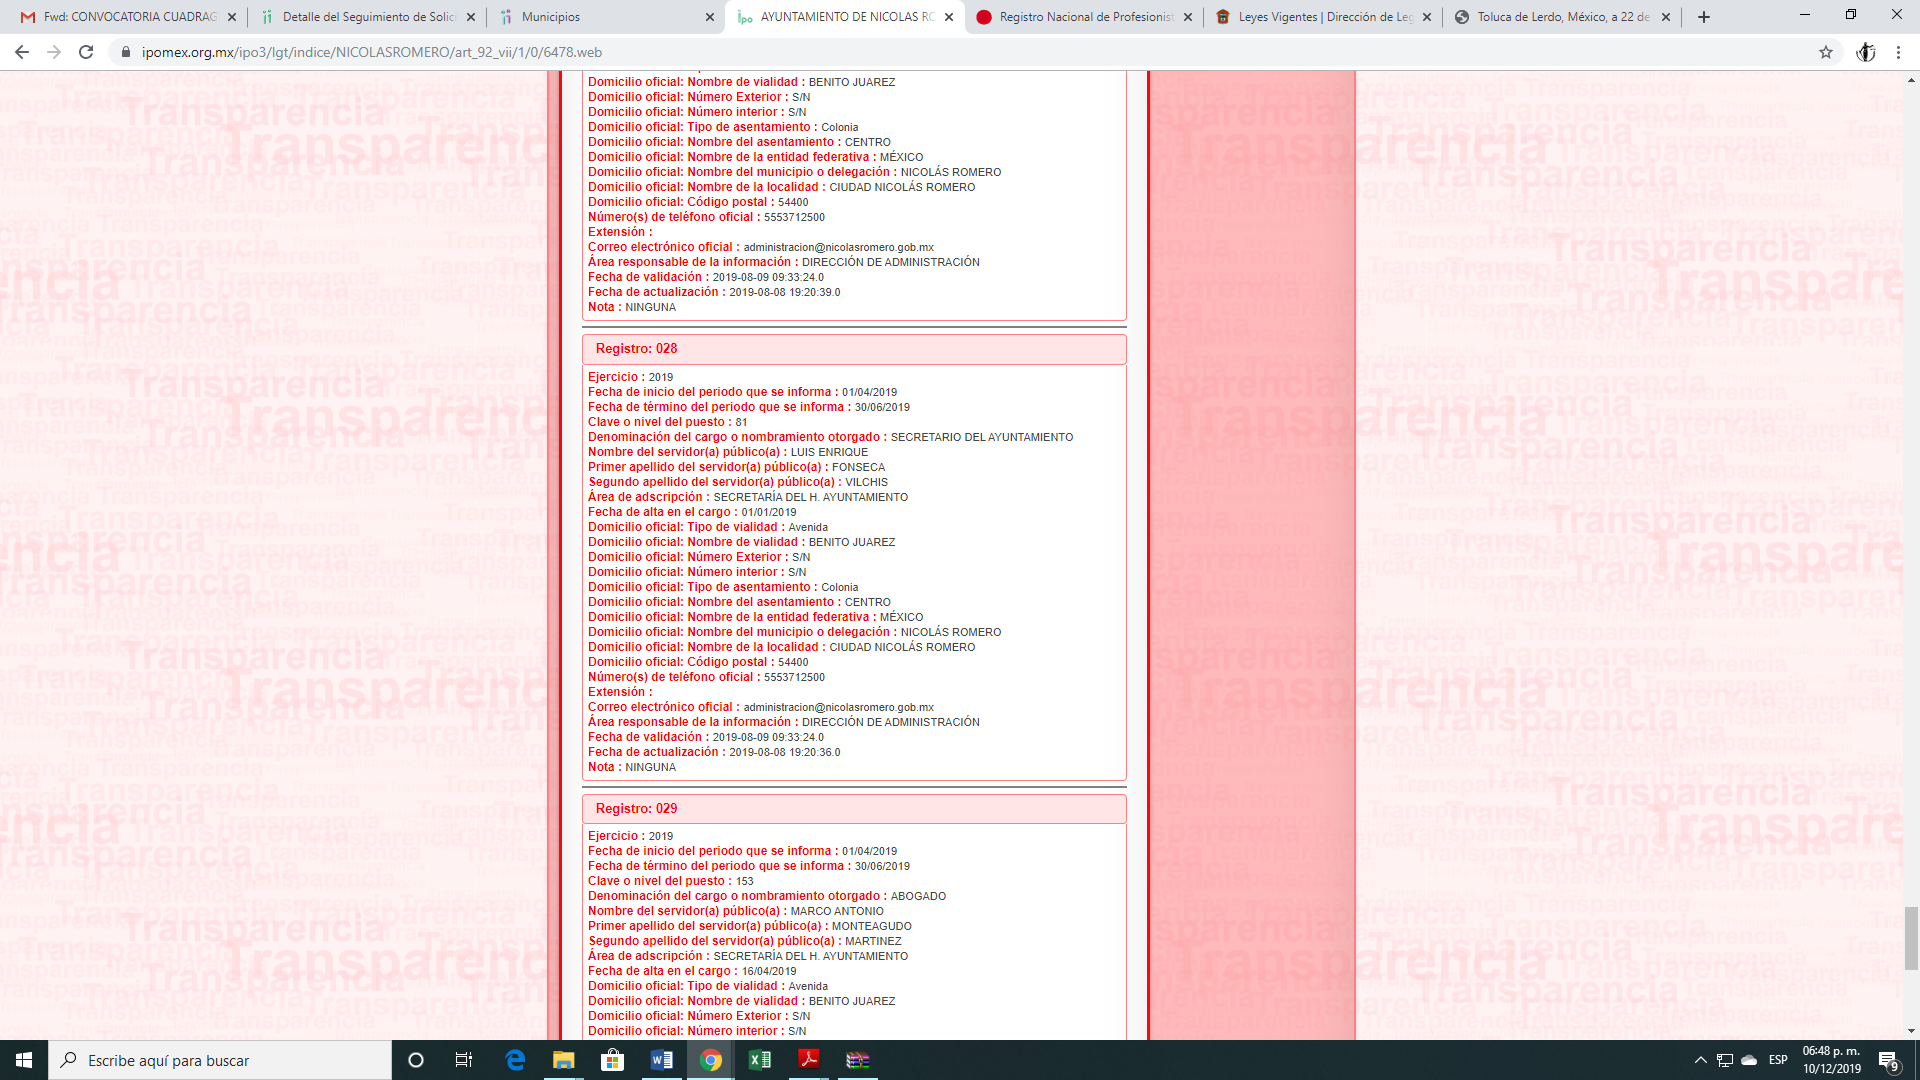 Fwd: CONVOCATORIA CUADRAG
Detalle del Seguimiento de Solici
Municipios
AYUNTAMIENTO DE NICOLAS RO
Registro Nacional de Profesionist
Leyes Vigentes | Dirección de Leg
Toluca de Lerdo, México, a 22 de
ipomex.org.mx/ipo3/lgt/indice/NICOLASROMERO/art_92_vii/1/0/6478.web
Domicilio oficial: Nombre de vialidad : BENITO JUAREZ
Domicilio oficial: Número Exterior : S/N
Domicilio oficial: Número interior : S/N
Domicilio oficial: Tipo de asentamiento : Colonia
Domicilio oficial: Nombre del asentamiento : CENTRO
Domicilio oficial: Nombre de la entidad federativa : MÉXICO
Domicilio oficial: Nombre del municipio o delegación : NICOLÁS ROMERO
Domicilio oficial: Nombre de la localidad : CIUDAD NICOLÁS ROMERO
Domicilio oficial: Código postal : 54400
Número(s) de teléfono oficial : 5553712500
Extensión :
Correo electrónico oficial : administracion@nicolasromero.gob.mx
Área responsable de la información : DIRECCIÓN DE ADMINISTRACIÓN
Fecha de validación : 2019-08-09 09:33:24.0
Fecha de actualización : 2019-08-08 19:20:39.0
Nota : NINGUNA
Registro: 028
Ejercicio : 2019
Fecha de inicio del periodo que se informa : 01/04/2019
Fecha de término del periodo que se informa : 30/06/2019
Clave o nivel del puesto : 81
Denominación del cargo o nombramiento otorgado : SECRETARIO DEL AYUNTAMIENTO
Nombre del servidor(a) público(a) : LUIS ENRIQUE
Primer apellido del servidor(a) público(a) : FONSECA
Segundo apellido del servidor(a) público(a) : VILCHIS
Área de adscripción : SECRETARÍA DEL H. AYUNTAMIENTO
Fecha de alta en el cargo : 01/01/2019
Domicilio oficial: Tipo de vialidad : Avenida
Domicilio oficial: Nombre de vialidad : BENITO JUAREZ
Domicilio oficial: Número Exterior : S/N
Domicilio oficial: Número interior : S/N
Domicilio oficial: Tipo de asentamiento : Colonia
Domicilio oficial: Nombre del asentamiento : CENTRO
Domicilio oficial: Nombre de la entidad federativa : MÉXICO
Domicilio oficial: Nombre del municipio o delegación : NICOLÁS ROMERO
Domicilio oficial: Nombre de la localidad : CIUDAD NICOLÁS ROMERO
Domicilio oficial: Código postal : 54400
Número(s) de teléfono oficial : 5553712500
Extensión :
Correo electrónico oficial : administracion@nicolasromero.gob.mx
Área responsable de la información : DIRECCIÓN DE ADMINISTRACIÓN
Fecha de validación : 2019-08-09 09:33:24.0
Fecha de actualización : 2019-08-08 19:20:36.0
Nota : NINGUNA
Registro: 029
Ejercicio : 2019
Fecha de inicio del periodo que se informa : 01/04/2019
Fecha de término del periodo que se informa : 30/06/2019
Clave o nivel del puesto : 153
Denominación del cargo o nombramiento otorgado : ABOGADO
Nombre del servidor(a) público(a) : MARCO ANTONIO
Primer apellido del servidor(a) público(a) : MONTEAGUDO
Segundo apellido del servidor(a) público(a) : MARTINEZ
Área de adscripción : SECRETARÍA DEL H. AYUNTAMIENTO
Fecha de alta en el cargo : 16/04/2019
Domicilio oficial: Tipo de vialidad : Avenida
Domicilio oficial: Nombre de vialidad : BENITO JUAREZ
Domicilio oficial: Número Exterior : S/N
Domicilio oficial: Número interior : S/N
Escribe aquí para buscar
ESP
06:48 p. m.
10/12/2019
9